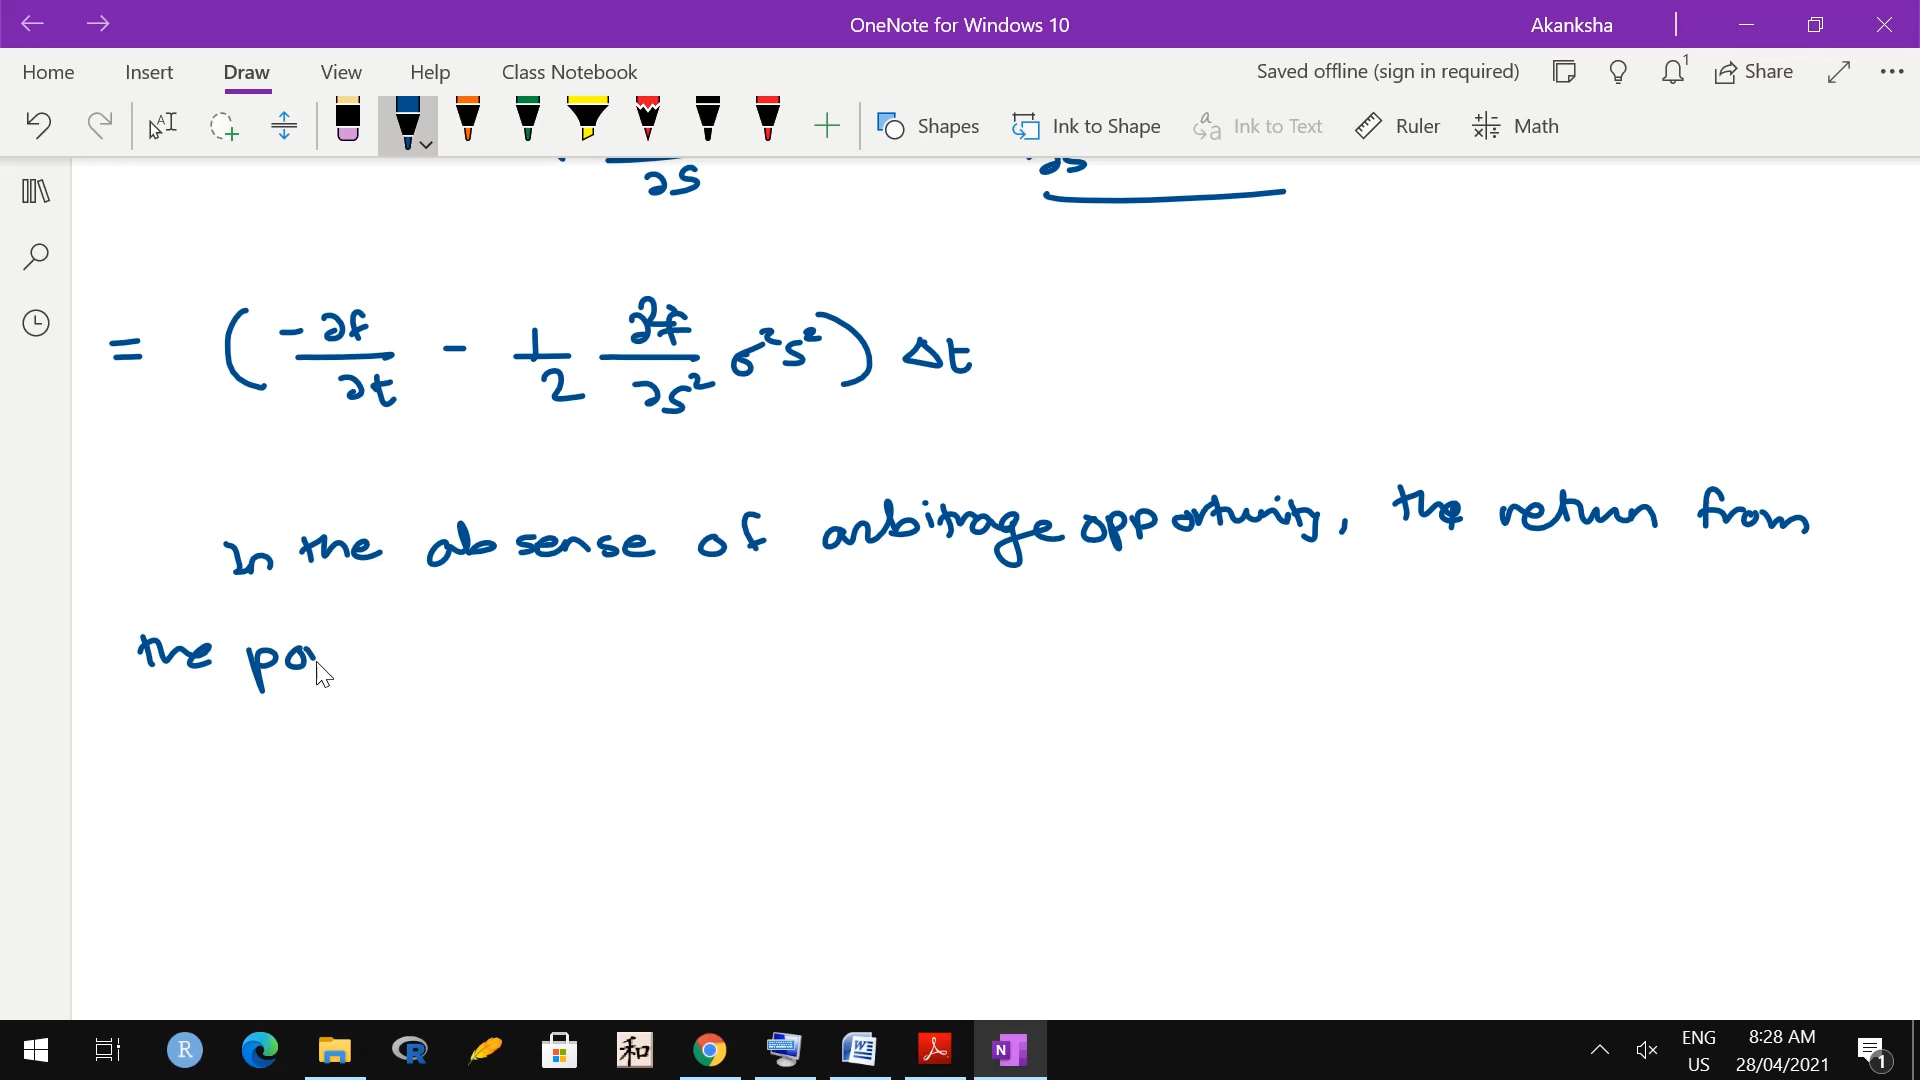 OneNote for Windows 10
Akanksha
Home Insert Draw View Help Class Notebook
Saved offline (sign in required) 1 Share
Shapes Ink to Shape Ink to Text Ruler Math
∂S ∂S
= ( -∂f/∂t - 1/2 ∂²f/∂s² σ²s² ) Δt
In the absense of arbitrage opportunity, the return from
the po
ENG 8:28 AM
US 28/04/2021 1